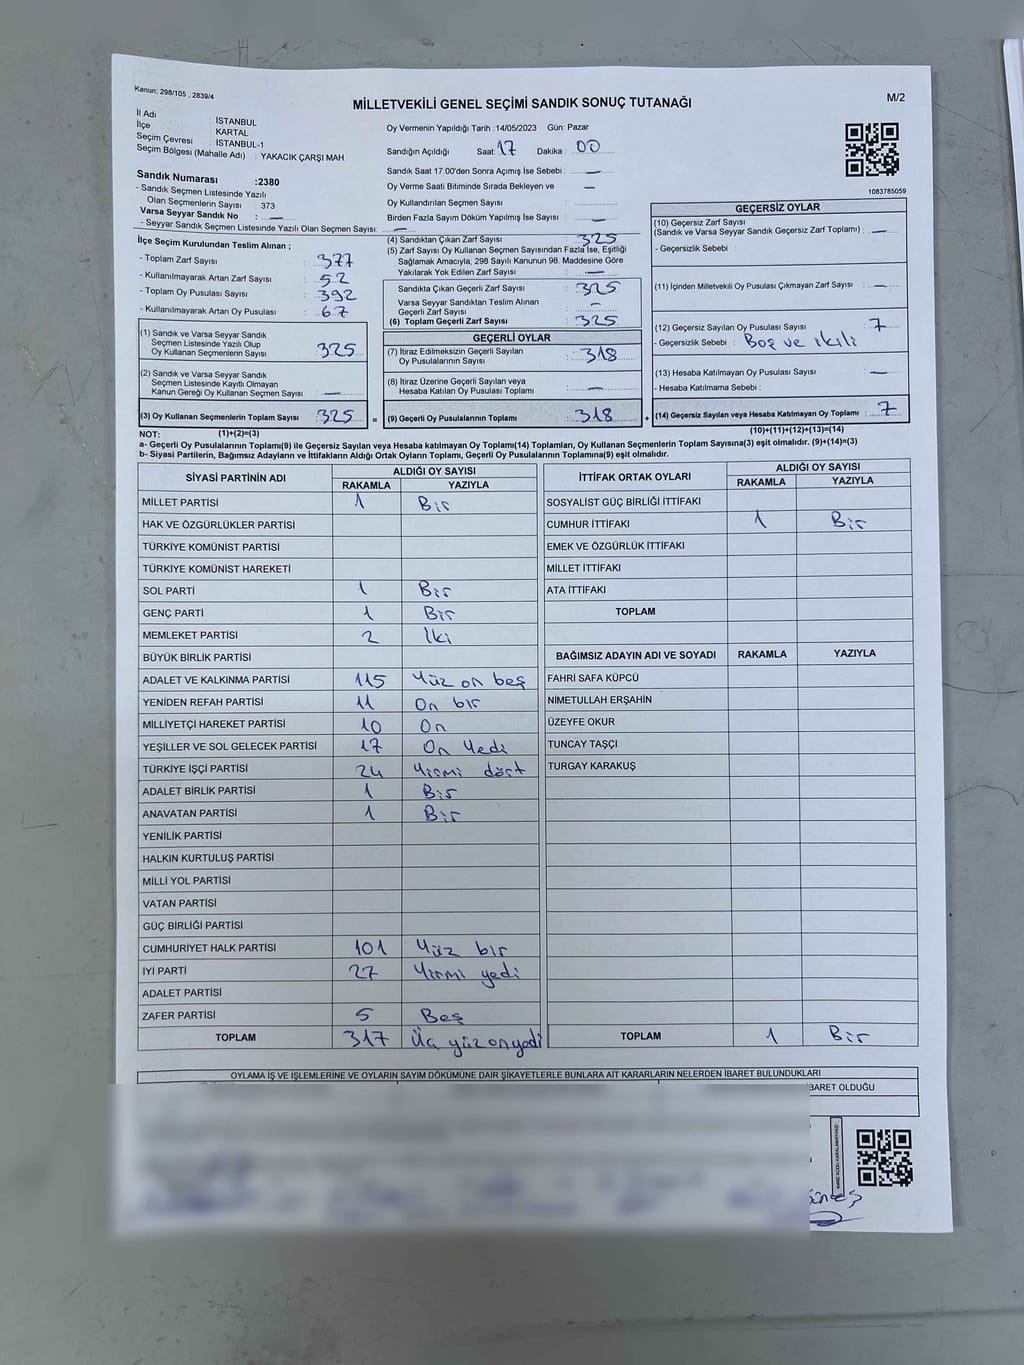 Kanun; 298/105 , 2839/4
MİLLETVEKİLİ GENEL SEÇİMİ SANDIK SONUÇ TUTANAĞI
M/2
İl Adı : İSTANBUL
İlçe : KARTAL
Seçim Çevresi : İSTANBUL-1
Seçim Bölgesi (Mahalle Adı) : YAKACIK ÇARŞI MAH.
Oy Vermenin Yapıldığı Tarih :14/05/2023 Gün: Pazar
Sandığın Açıldığı Saat: 17 Dakika : 00
Sandık Saat 17.00'den Sonra Açımış İse Sebebi : —
Oy Verme Saati Bitiminde Sırada Bekleyen ve —
Oy Kullandırılan Seçmen Sayısı :
Birden Fazla Sayım Döküm Yapılmış İse Sayısı : —
1083785059
Sandık Numarası :2380
- Sandık Seçmen Listesinde Yazılı
Olan Seçmenlerin Sayısı : 373
Varsa Seyyar Sandık No : —
- Seyyar Sandık Seçmen Listesinde Yazılı Olan Seçmen Sayısı: —
İlçe Seçim Kurulundan Teslim Alınan ;
- Toplam Zarf Sayısı : 377
- Kullanılmayarak Artan Zarf Sayısı : 52
- Toplam Oy Pusulası Sayısı : 392
- Kullanılmayarak Artan Oy Pusulası : 67
(1) Sandık ve Varsa Seyyar Sandık
Seçmen Listesinde Yazılı Olup
Oy Kullanan Seçmenlerin Sayısı : 325
(2) Sandık ve Varsa Seyyar Sandık
Seçmen Listesinde Kayıtlı Olmayan
Kanun Gereği Oy Kullanan Seçmen Sayısı : —
(3) Oy Kullanan Seçmenlerin Toplam Sayısı : 325 =
(4) Sandıktan Çıkan Zarf Sayısı : 325
(5) Zarf Sayısı Oy Kullanan Seçmen Sayısından Fazla İse, Eşitliği
Sağlamak Amacıyla; 298 Sayılı Kanunun 98. Maddesine Göre
Yakılarak Yok Edilen Zarf Sayısı : —
Sandıkta Çıkan Geçerli Zarf Sayısı : 325
Varsa Seyyar Sandıktan Teslim Alınan
Geçerli Zarf Sayısı : —
(6) Toplam Geçerli Zarf Sayısı : 325
GEÇERLİ OYLAR
(7) İtiraz Edilmeksizin Geçerli Sayılan
Oy Pusulalarının Sayısı : 318
(8) İtiraz Üzerine Geçerli Sayılan veya
Hesaba Katılan Oy Pusulası Toplamı : —
(9) Geçerli Oy Pusulalarının Toplamı : 318 +
GEÇERSİZ OYLAR
(10) Geçersiz Zarf Sayısı
(Sandık ve Varsa Seyyar Sandık Geçersiz Zarf Toplamı) : —
- Geçersizlik Sebebi :
(11) İçinden Milletvekili Oy Pusulası Çıkmayan Zarf Sayısı : —
(12) Geçersiz Sayılan Oy Pusulası Sayısı : 7
- Geçersizlik Sebebi : Boş ve ikili
(13) Hesaba Katılmayan Oy Pusulası Sayısı : —
- Hesaba Katılmama Sebebi :
(14) Geçersiz Sayılan veya Hesaba Katılmayan Oy Toplamı : 7
NOT: (1)+(2)=(3)
(10)+(11)+(12)+(13)=(14)
a- Geçerli Oy Pusulalarının Toplamı(9) ile Geçersiz Sayılan veya Hesaba katılmayan Oy Toplamı(14) Toplamları, Oy Kullanan Seçmenlerin Toplam Sayısına(3) eşit olmalıdır. (9)+(14)=(3)
b- Siyasi Partilerin, Bağımsız Adayların ve İttifakların Aldığı Ortak Oyların Toplamı, Geçerli Oy Pusulalarının Toplamına(9) eşit olmalıdır.
SİYASİ PARTİNİN ADI ALDIĞI OY SAYISI
RAKAMLA YAZIYLA
MİLLET PARTİSİ 1 Bir
HAK VE ÖZGÜRLÜKLER PARTİSİ
TÜRKİYE KOMÜNİST PARTİSİ
TÜRKİYE KOMÜNİST HAREKETİ
SOL PARTİ 1 Bir
GENÇ PARTİ 1 Bir
MEMLEKET PARTİSİ 2 İki
BÜYÜK BİRLİK PARTİSİ
ADALET VE KALKINMA PARTİSİ 115 Yüz on beş
YENİDEN REFAH PARTİSİ 11 On bir
MİLLİYETÇİ HAREKET PARTİSİ 10 On
YEŞİLLER VE SOL GELECEK PARTİSİ 17 On Yedi
TÜRKİYE İŞÇİ PARTİSİ 24 Yirmi dört
ADALET BİRLİK PARTİSİ 1 Bir
ANAVATAN PARTİSİ 1 Bir
YENİLİK PARTİSİ
HALKIN KURTULUŞ PARTİSİ
MİLLİ YOL PARTİSİ
VATAN PARTİSİ
GÜÇ BİRLİĞİ PARTİSİ
CUMHURİYET HALK PARTİSİ 101 Yüz bir
İYİ PARTİ 27 Yirmi yedi
ADALET PARTİSİ
ZAFER PARTİSİ 5 Beş
TOPLAM 317 Üç yüz onyedi
İTTİFAK ORTAK OYLARI ALDIĞI OY SAYISI
RAKAMLA YAZIYLA
SOSYALİST GÜÇ BİRLİĞİ İTTİFAKI
CUMHUR İTTİFAKI 1 Bir
EMEK VE ÖZGÜRLÜK İTTİFAKI
MİLLET İTTİFAKI
ATA İTTİFAKI
TOPLAM
BAĞIMSIZ ADAYIN ADI VE SOYADI RAKAMLA YAZIYLA
FAHRİ SAFA KÜPCÜ
NİMETULLAH ERŞAHİN
ÜZEYFE OKUR
TUNCAY TAŞÇI
TURGAY KARAKUŞ
TOPLAM 1 Bir
OYLAMA İŞ VE İŞLEMLERİNE VE OYLARIN SAYIM DÖKÜMÜNE DAİR ŞİKAYETLERLE BUNLARA AİT KARARLARIN NELERDEN İBARET BULUNDUKLARI
BARET OLDUĞU